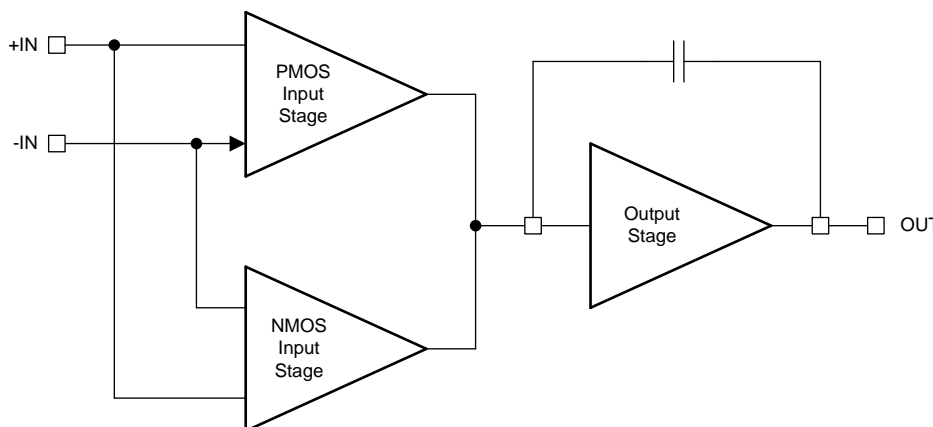 +IN
PMOS
Input
Stage
-IN
Output
Stage
OUT
NMOS
Input
Stage